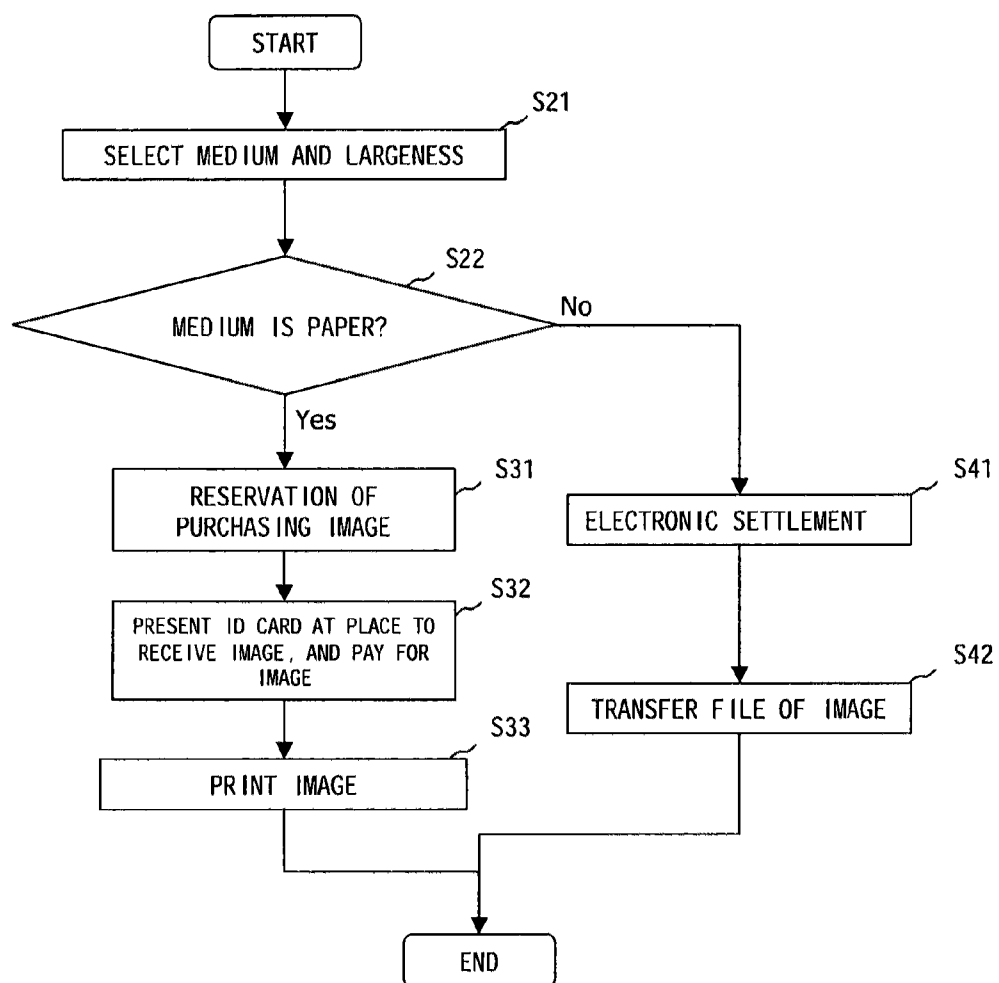 START
S21
SELECT MEDIUM AND LARGENESS
S22
MEDIUM IS PAPER?
No
Yes
S31
RESERVATION OF
PURCHASING IMAGE
S41
ELECTRONIC SETTLEMENT
S32
PRESENT ID CARD AT PLACE TO
RECEIVE IMAGE, AND PAY FOR
IMAGE
S42
TRANSFER FILE OF IMAGE
S33
PRINT IMAGE
END